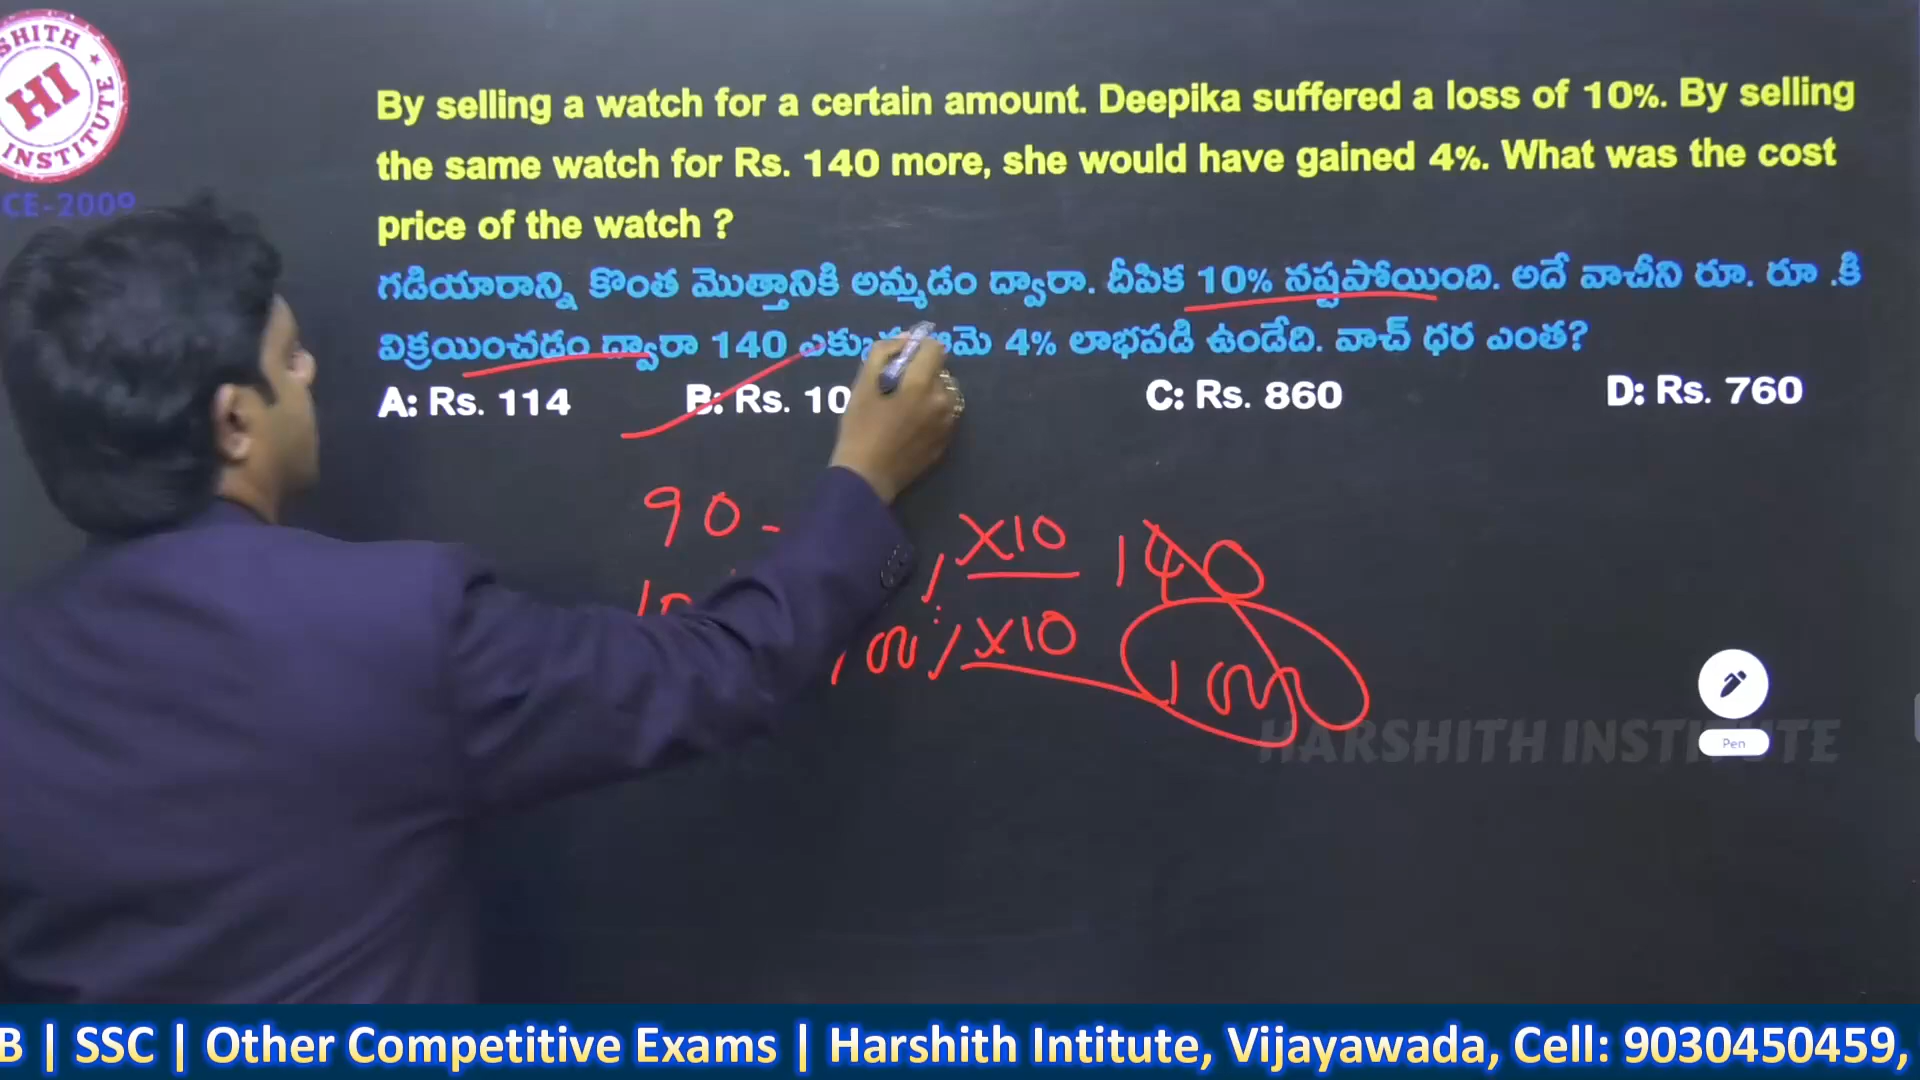 SHITH
HI
INSTITUTE
CE-2009
By selling a watch for a certain amount. Deepika suffered a loss of 10%. By selling
the same watch for Rs. 140 more, she would have gained 4%. What was the cost
price of the watch ?
గడియారాన్ని కొంత మొత్తానికి అమ్మడం ద్వారా. దీపిక 10% నష్టపోయింది. అదే వాచీని రూ. రూ .కి
విక్రయించడం ద్వారా 140 4% లాభపడి ఉండేది. వాచ్ ధర ఎంత?
A: Rs. 114 B: Rs. 10 C: Rs. 860 D: Rs. 760
90 - X10 140
X10
HARSHITH INSTITUTE
Pen
B | SSC | Other Competitive Exams | Harshith Intitute, Vijayawada, Cell: 9030450459,